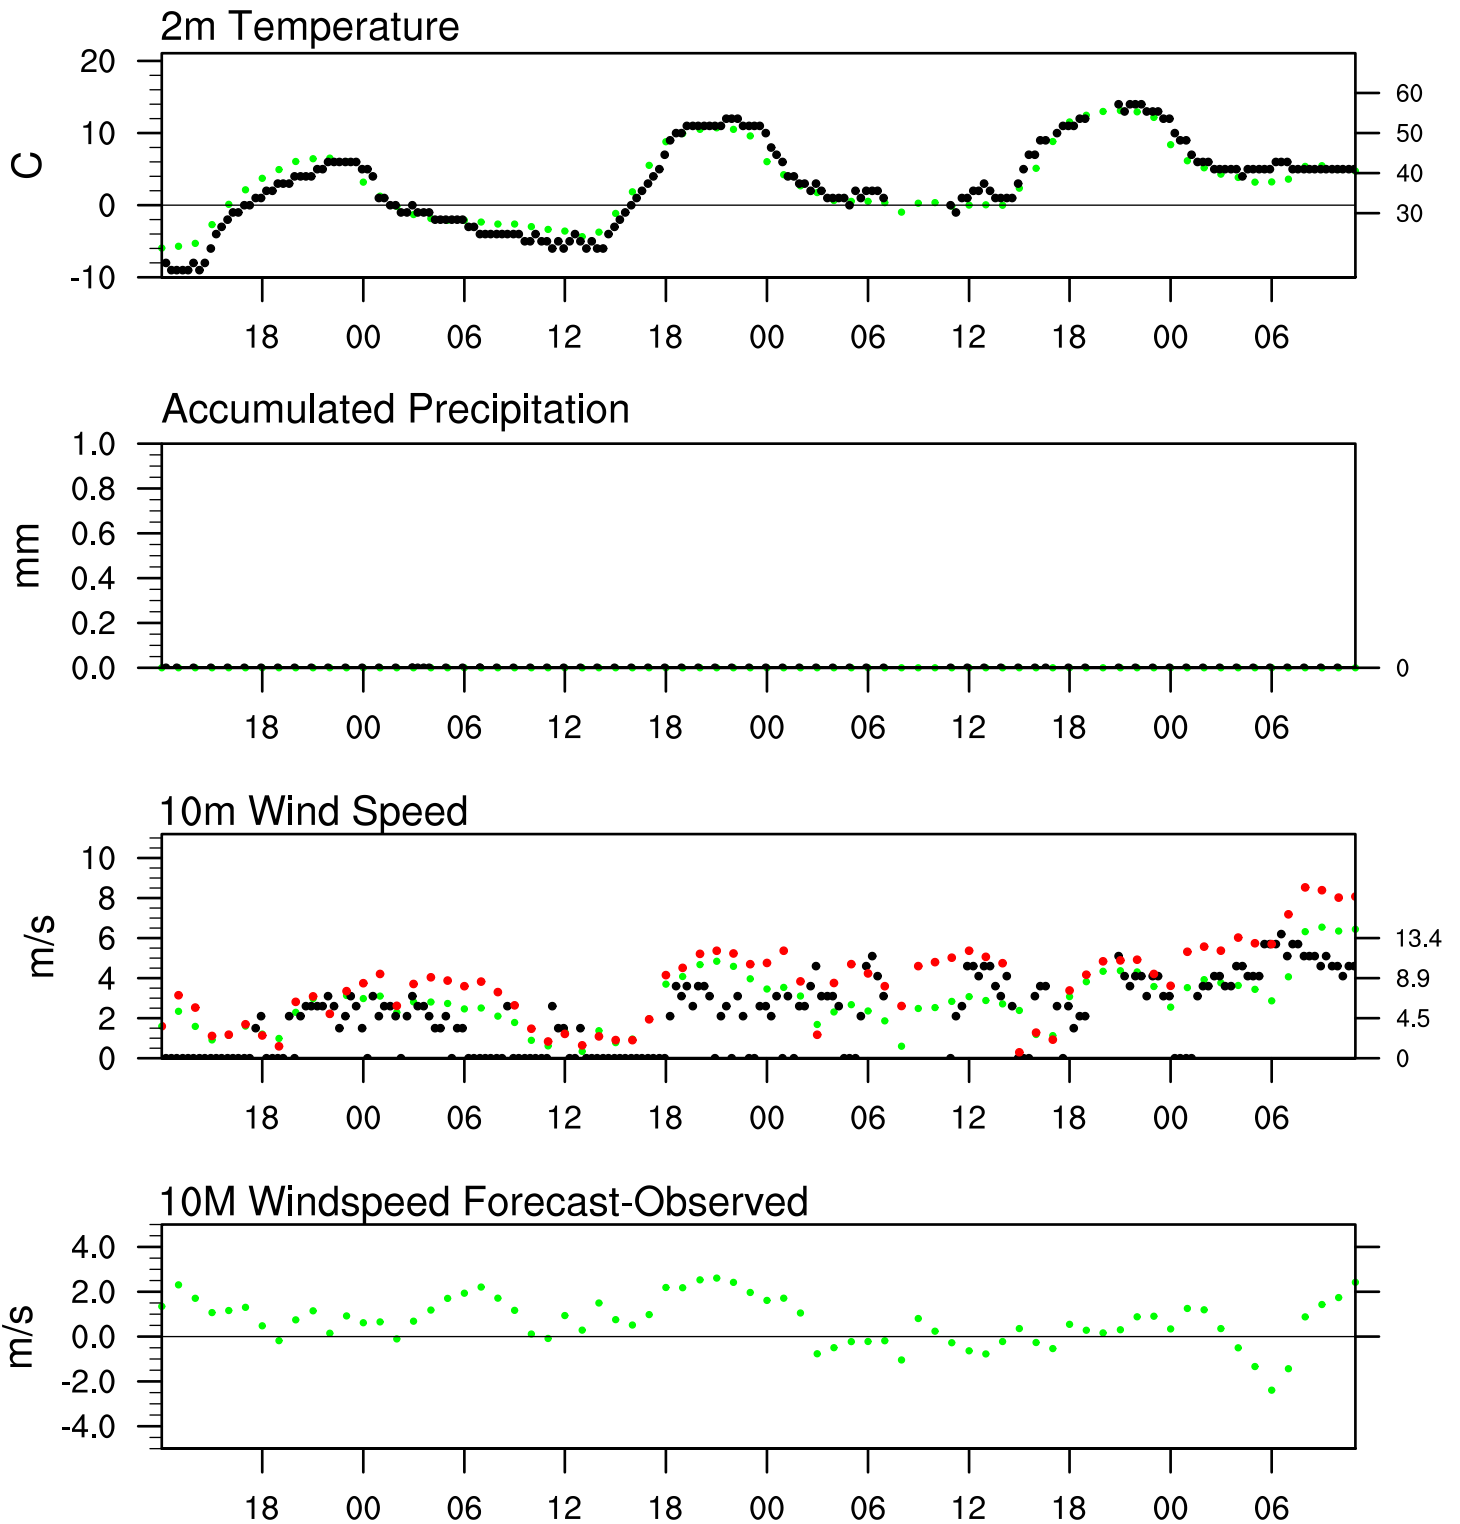 2m Temperature
20
10
0
-10
C
60
50
40
30
18 00 06 12 18 00 06 12 18 00 06
Accumulated Precipitation
1.0
0.8
0.6
0.4
0.2
0.0
mm
0
18 00 06 12 18 00 06 12 18 00 06
10m Wind Speed
10
8
6
4
2
0
m/s
13.4
8.9
4.5
0
18 00 06 12 18 00 06 12 18 00 06
10M Windspeed Forecast-Observed
4.0
2.0
0.0
-2.0
-4.0
m/s
18 00 06 12 18 00 06 12 18 00 06